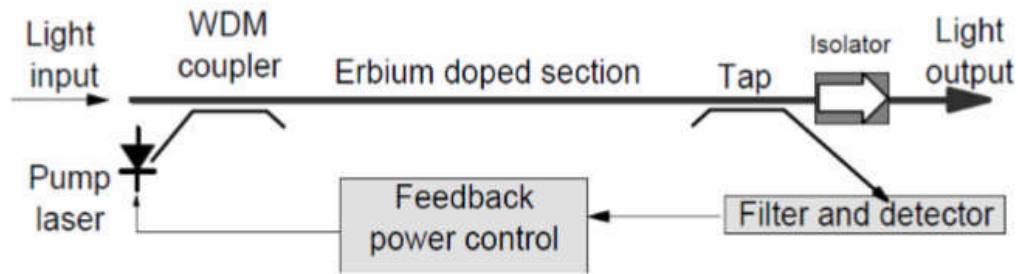 Light
input
WDM
coupler
Erbium doped section
Tap
Isolator
Light
output
Pump
laser
Feedback
power control
Filter and detector